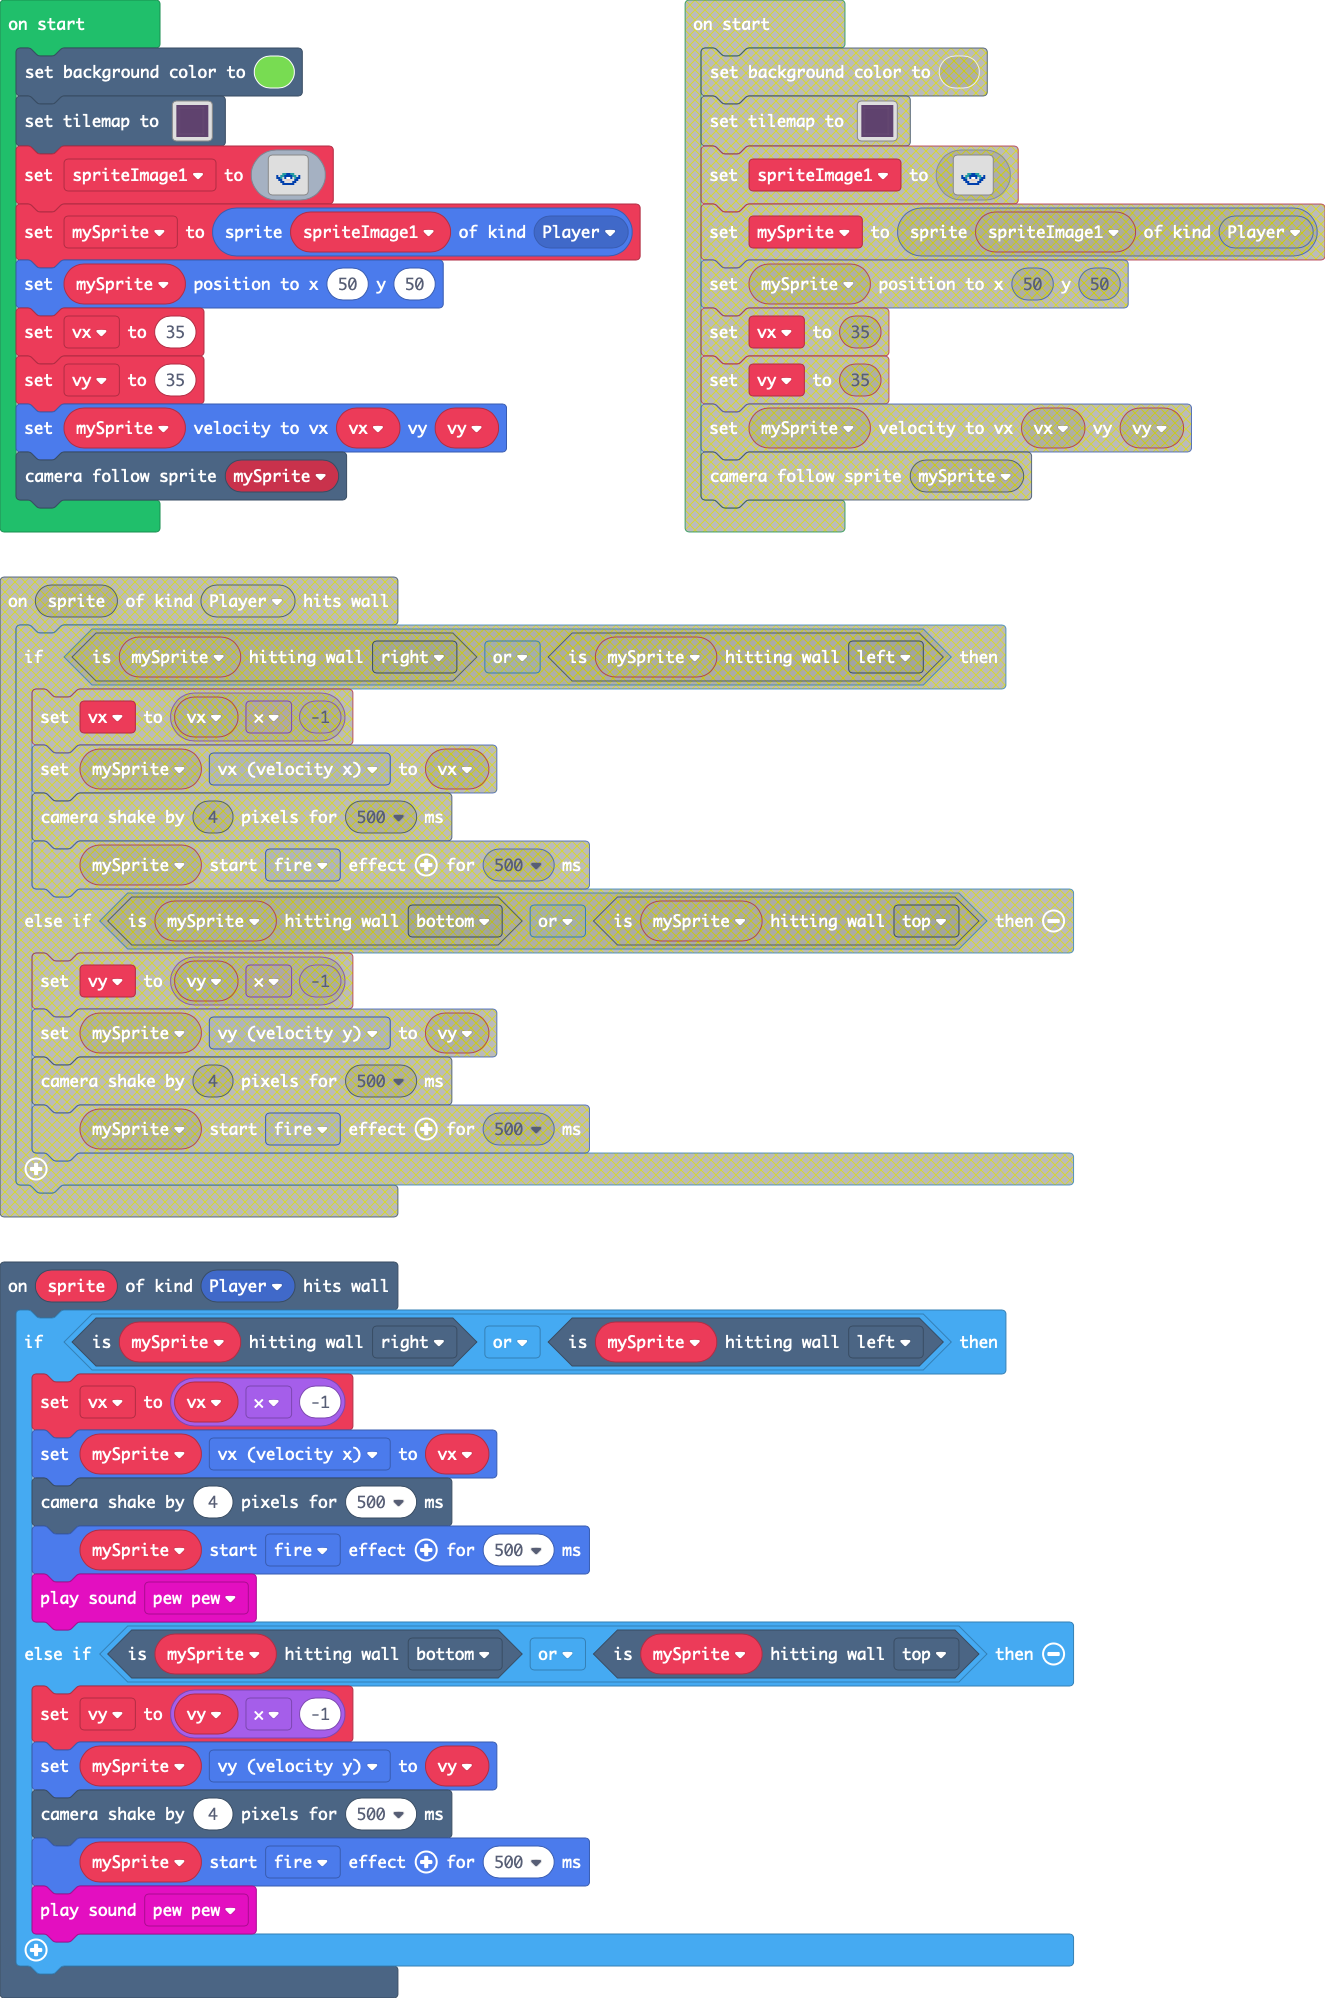 on start
set background color to
set tilemap to
set spriteImage1 to
set mySprite to sprite spriteImage1 of kind Player
set mySprite position to x 50 y 50
set vx to 35
set vy to 35
set mySprite velocity to vx vx vy vy
camera follow sprite mySprite
on start
set background color to
set tilemap to
set spriteImage1 to
set mySprite to sprite spriteImage1 of kind Player
set mySprite position to x 50 y 50
set vx to 35
set vy to 35
set mySprite velocity to vx vx vy vy
camera follow sprite mySprite
on sprite of kind Player hits wall
if is mySprite hitting wall right or is mySprite hitting wall left then
set vx to vx × -1
set mySprite vx (velocity x) to vx
camera shake by 4 pixels for 500 ms
mySprite start fire effect for 500 ms
else if is mySprite hitting wall bottom or is mySprite hitting wall top then
set vy to vy × -1
set mySprite vy (velocity y) to vy
camera shake by 4 pixels for 500 ms
mySprite start fire effect for 500 ms
on sprite of kind Player hits wall
if is mySprite hitting wall right or is mySprite hitting wall left then
set vx to vx × -1
set mySprite vx (velocity x) to vx
camera shake by 4 pixels for 500 ms
mySprite start fire effect for 500 ms
play sound pew pew
else if is mySprite hitting wall bottom or is mySprite hitting wall top then
set vy to vy × -1
set mySprite vy (velocity y) to vy
camera shake by 4 pixels for 500 ms
mySprite start fire effect for 500 ms
play sound pew pew